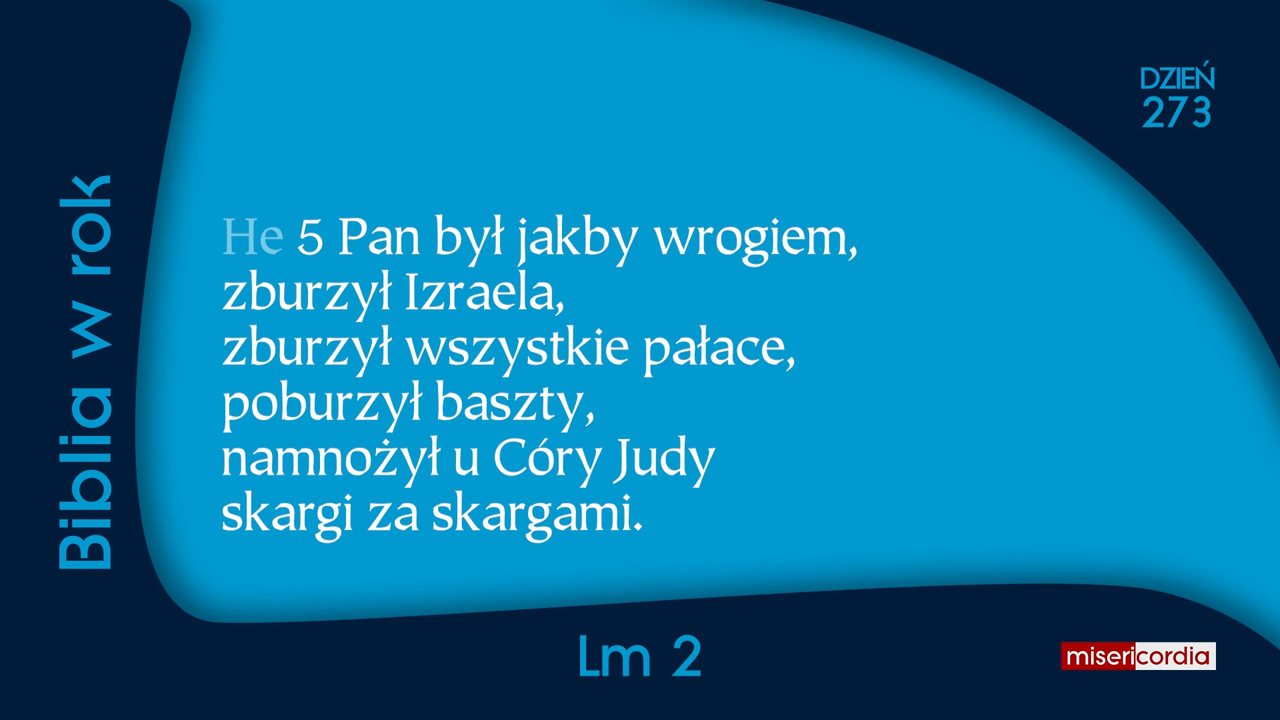 DZIEŃ
273
Biblia w rok
He 5 Pan był jakby wrogiem,
zburzył Izraela,
zburzył wszystkie pałace,
poburzył baszty,
namnożył u Córy Judy
skargi za skargami.
Lm 2
misericordia